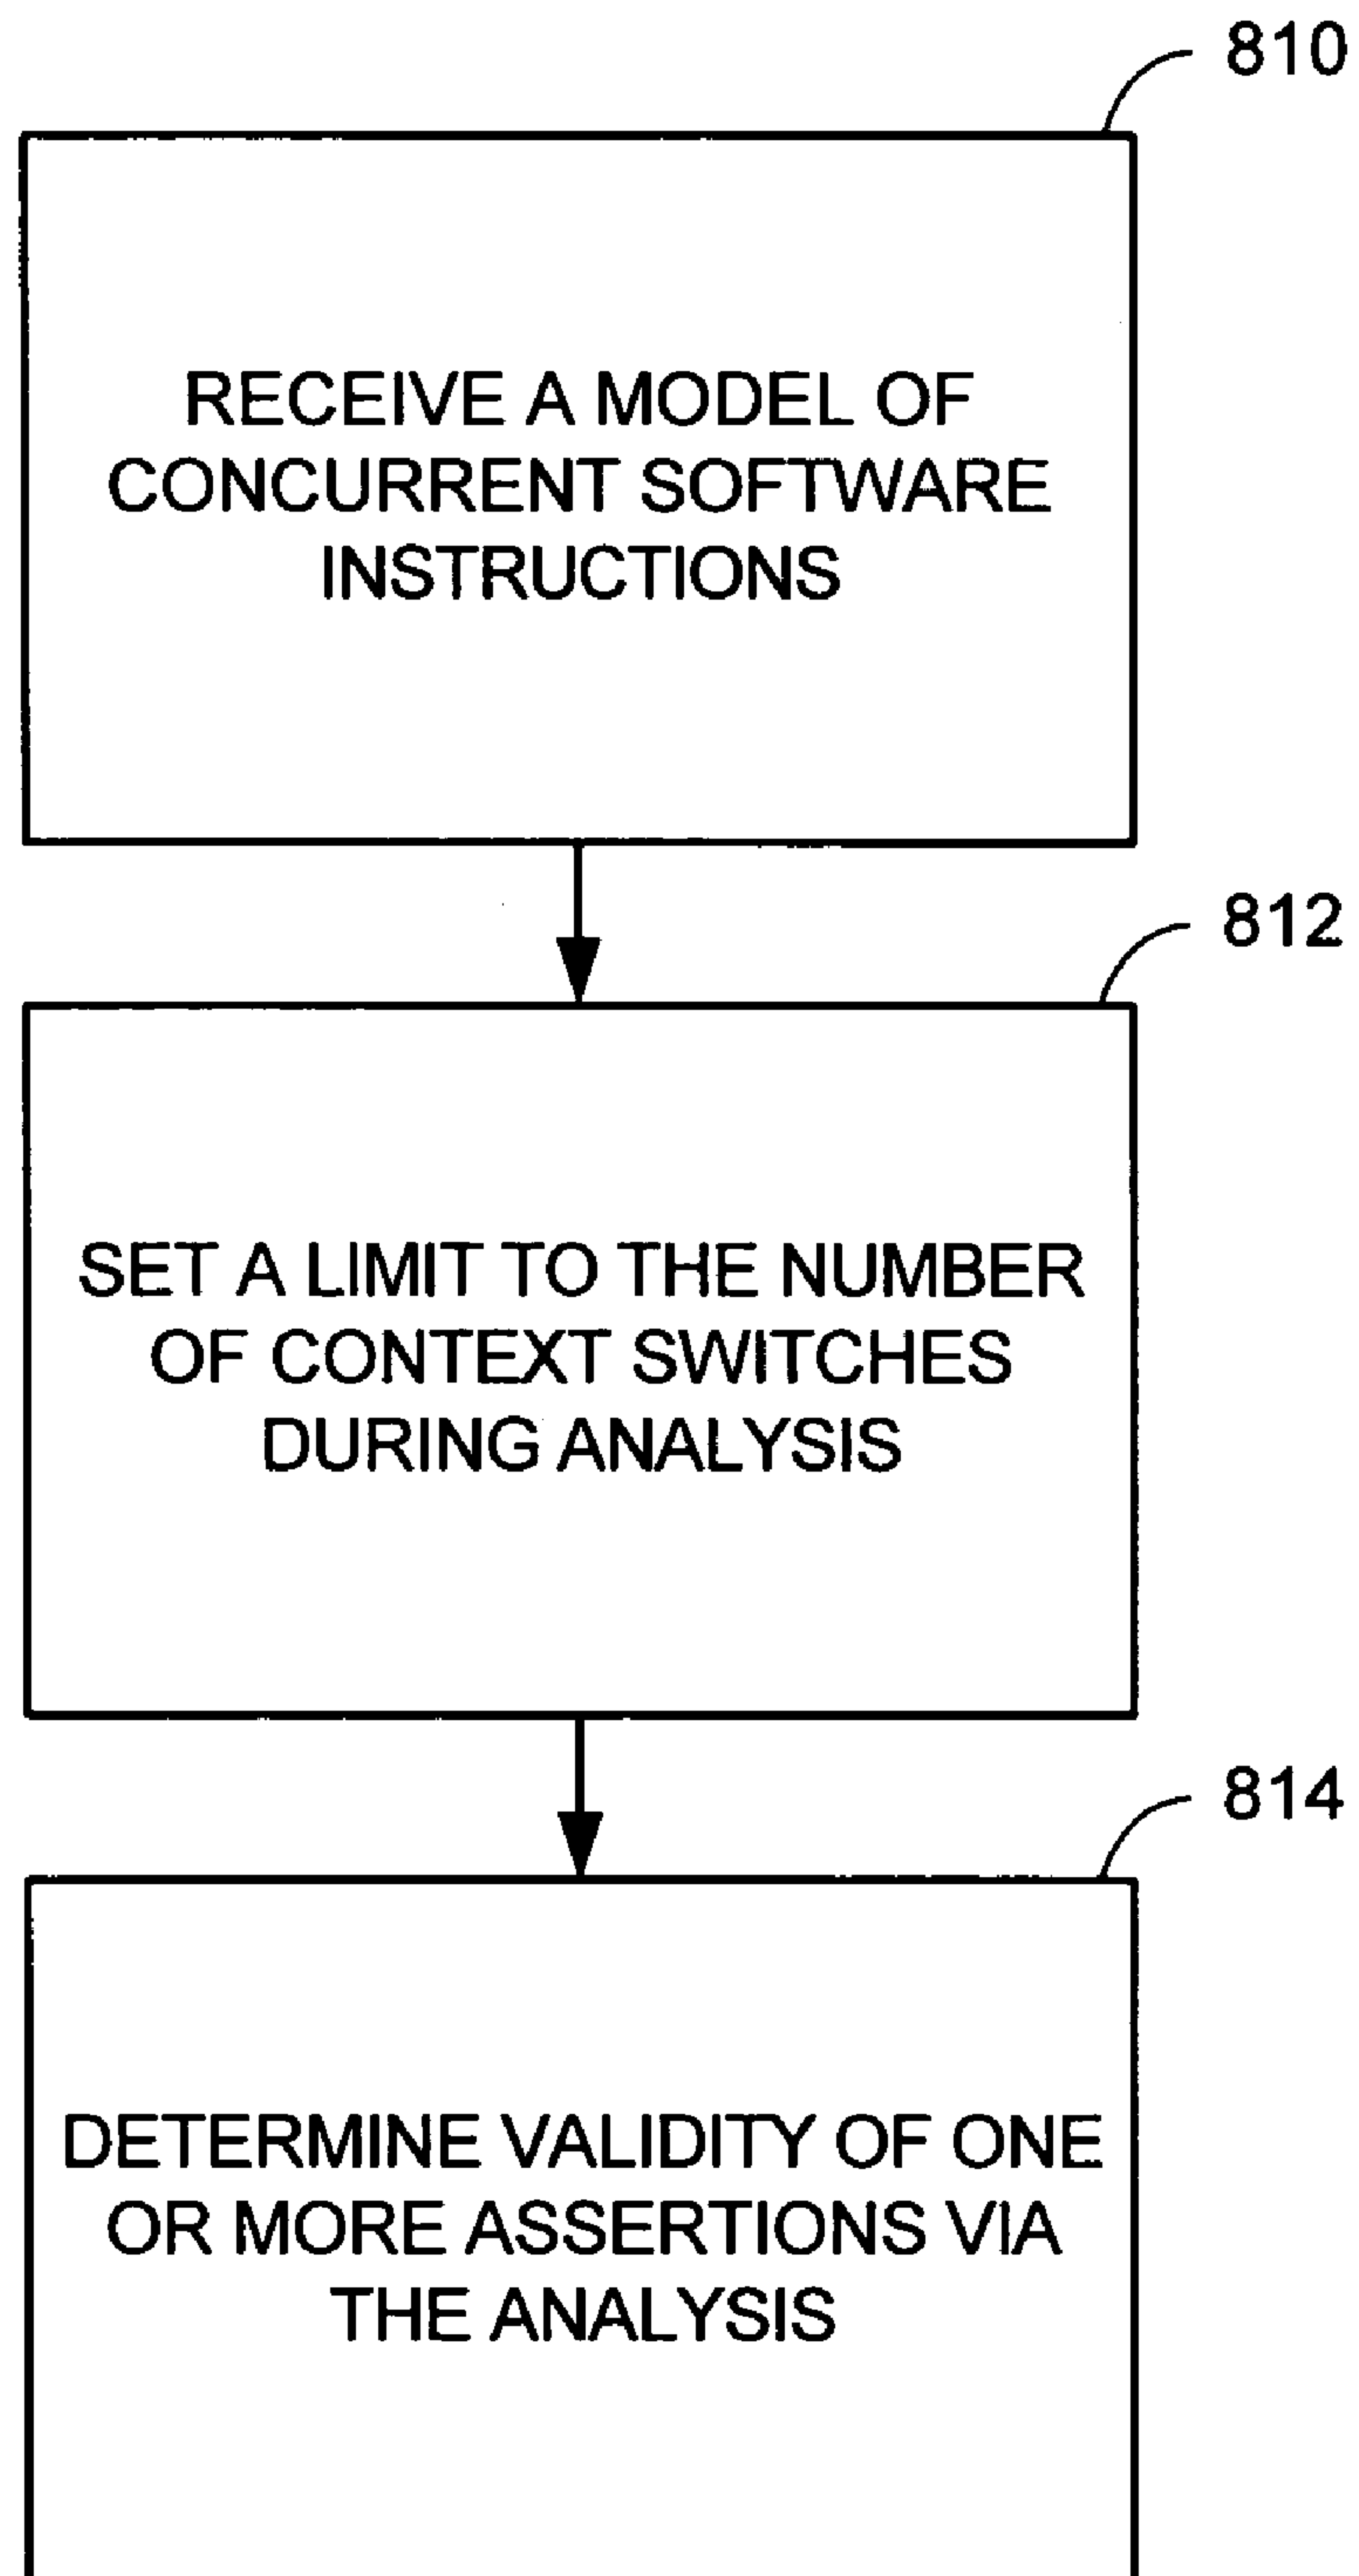 810
RECEIVE A MODEL OF
CONCURRENT SOFTWARE
INSTRUCTIONS
812
SET A LIMIT TO THE NUMBER
OF CONTEXT SWITCHES
DURING ANALYSIS
814
DETERMINE VALIDITY OF ONE
OR MORE ASSERTIONS VIA
THE ANALYSIS